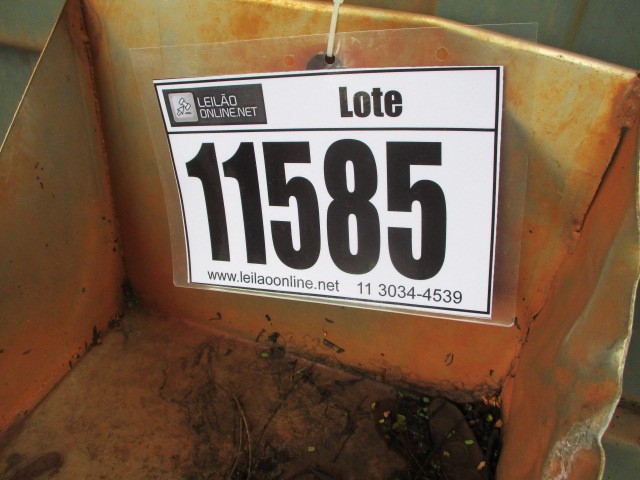 LEILÃO
ONLINE.NET
Lote
11585
www.leilaoonline.net 11 3034-4539